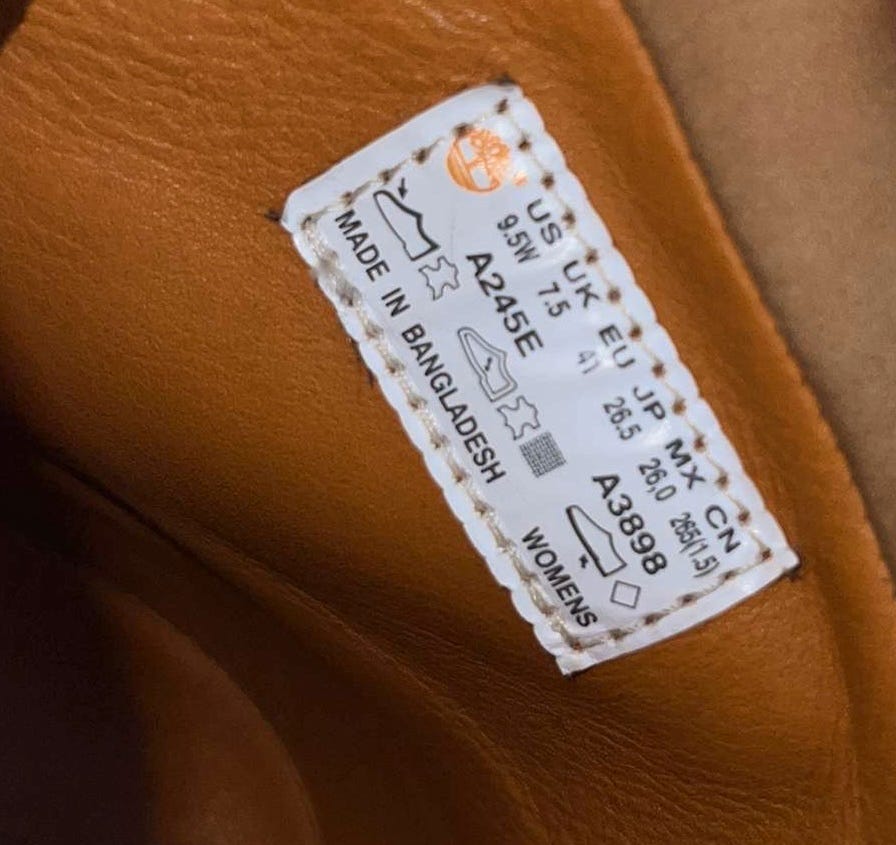 US UK EU JP MX CN
9.5W 7.5 41 26.5 26,0 265(1.5)
A245E A3898
MADE IN BANGLADESH WOMENS